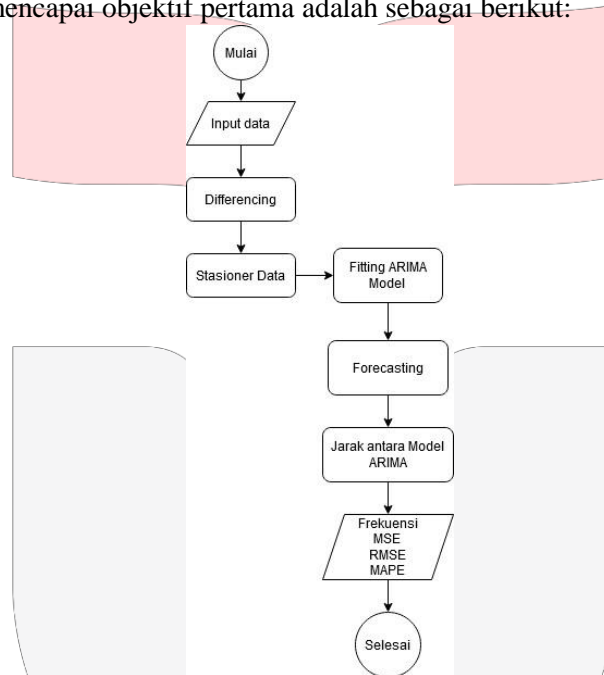 mencapai objektif pertama adalah sebagai berikut:
Mulai
Input data
Differencing
Stasioner Data
Fitting ARIMA
Model
Forecasting
Jarak antara Model
ARIMA
Frekuensi
MSE
RMSE
MAPE
Selesai